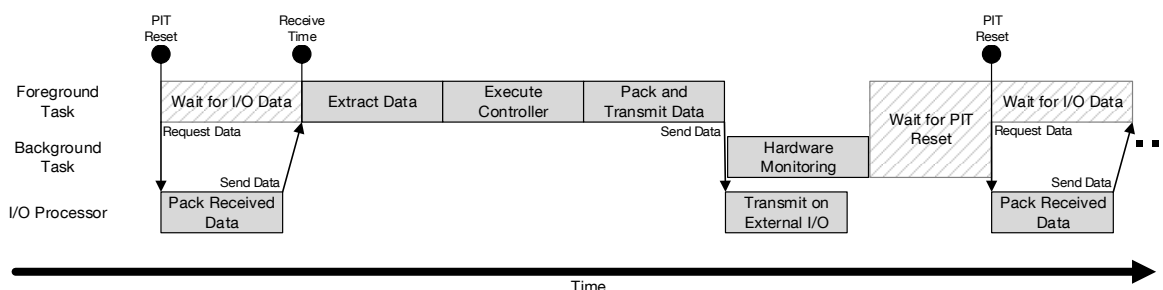 PIT
Reset
Receive
Time
PIT
Reset
Foreground
Task
Wait for I/O Data
Extract Data
Execute
Controller
Pack and
Transmit Data
Wait for PIT
Reset
Wait for I/O Data
Request Data
Send Data
Request Data
Background
Task
Hardware
Monitoring
Send Data
Send Data
I/O Processor
Pack Received
Data
Transmit on
External I/O
Pack Received
Data
Time